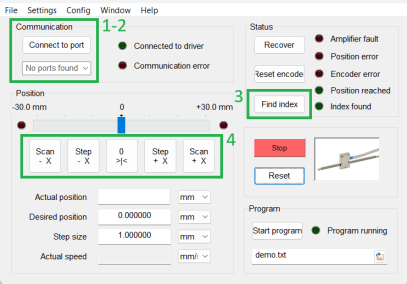 File Settings Config Window Help
Communication
1-2
Connect to port
Connected to driver
No ports found
Communication error
Status
Recover
Amplifier fault
Position error
Reset encode
Encoder error
Position reached
3
Find index
Index found
Position
-30.0 mm 0 +30.0 mm
4
Scan - X
Step - X
0 >|<
Step + X
Scan + X
Stop
Reset
Actual position mm
Desired position 0.000000 mm
Step size 1.000000 mm
Actual speed mm/:
Program
Start program
Program running
demo.txt